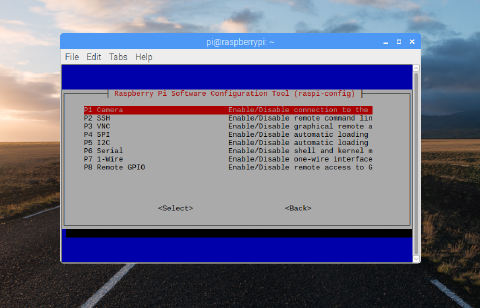 pi@raspberrypi: ~
File Edit Tabs Help
Raspberry Pi Software Configuration Tool (raspi-config)
P1 Camera Enable/Disable connection to the
P2 SSH Enable/Disable remote command lin
P3 VNC Enable/Disable graphical remote a
P4 SPI Enable/Disable automatic loading
P5 I2C Enable/Disable automatic loading
P6 Serial Enable/Disable shell and kernel m
P7 1-Wire Enable/Disable one-wire interface
P8 Remote GPIO Enable/Disable remote access to G
<Select> <Back>